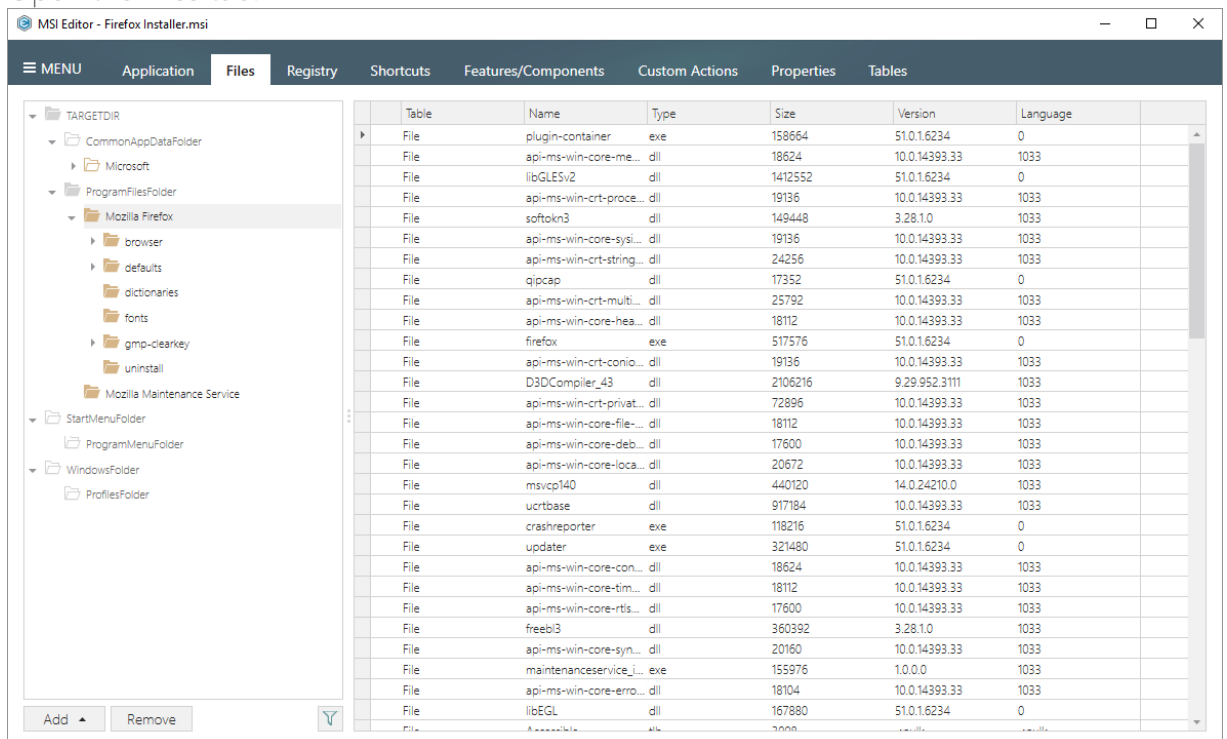 MSI Editor - Firefox Installer.msi
MENU Application Files Registry Shortcuts Features/Components Custom Actions Properties Tables
TARGETDIR
CommonAppDataFolder
Microsoft
ProgramFilesFolder
Mozilla Firefox
browser
defaults
dictionaries
fonts
gmp-clearkey
uninstall
Mozilla Maintenance Service
StartMenuFolder
ProgramMenuFolder
WindowsFolder
ProfilesFolder
Add Remove
Table Name Type Size Version Language
File plugin-container exe 158664 51.0.1.6234 0
File api-ms-win-core-me... dll 18624 10.0.14393.33 1033
File libGLESv2 dll 1412552 51.0.1.6234 0
File api-ms-win-crt-proce... dll 19136 10.0.14393.33 1033
File softokn3 dll 149448 3.28.1.0 1033
File api-ms-win-core-sysi... dll 19136 10.0.14393.33 1033
File api-ms-win-crt-string... dll 24256 10.0.14393.33 1033
File qipcap dll 17352 51.0.1.6234 0
File api-ms-win-crt-multi... dll 25792 10.0.14393.33 1033
File api-ms-win-core-hea... dll 18112 10.0.14393.33 1033
File firefox exe 517576 51.0.1.6234 0
File api-ms-win-crt-conio... dll 19136 10.0.14393.33 1033
File D3DCompiler_43 dll 2106216 9.29.952.3111 1033
File api-ms-win-crt-privat... dll 72896 10.0.14393.33 1033
File api-ms-win-core-file-... dll 18112 10.0.14393.33 1033
File api-ms-win-core-deb... dll 17600 10.0.14393.33 1033
File api-ms-win-core-loca... dll 20672 10.0.14393.33 1033
File msvcp140 dll 440120 14.0.24210.0 1033
File ucrtbase dll 917184 10.0.14393.33 1033
File crashreporter exe 118216 51.0.1.6234 0
File updater exe 321480 51.0.1.6234 0
File api-ms-win-core-con... dll 18624 10.0.14393.33 1033
File api-ms-win-core-tim... dll 18112 10.0.14393.33 1033
File api-ms-win-core-rtls... dll 17600 10.0.14393.33 1033
File freebl3 dll 360392 3.28.1.0 1033
File api-ms-win-core-syn... dll 20160 10.0.14393.33 1033
File maintenanceservice_i... exe 155976 1.0.0.0 1033
File api-ms-win-core-erro... dll 18104 10.0.14393.33 1033
File libEGL dll 167880 51.0.1.6234 0